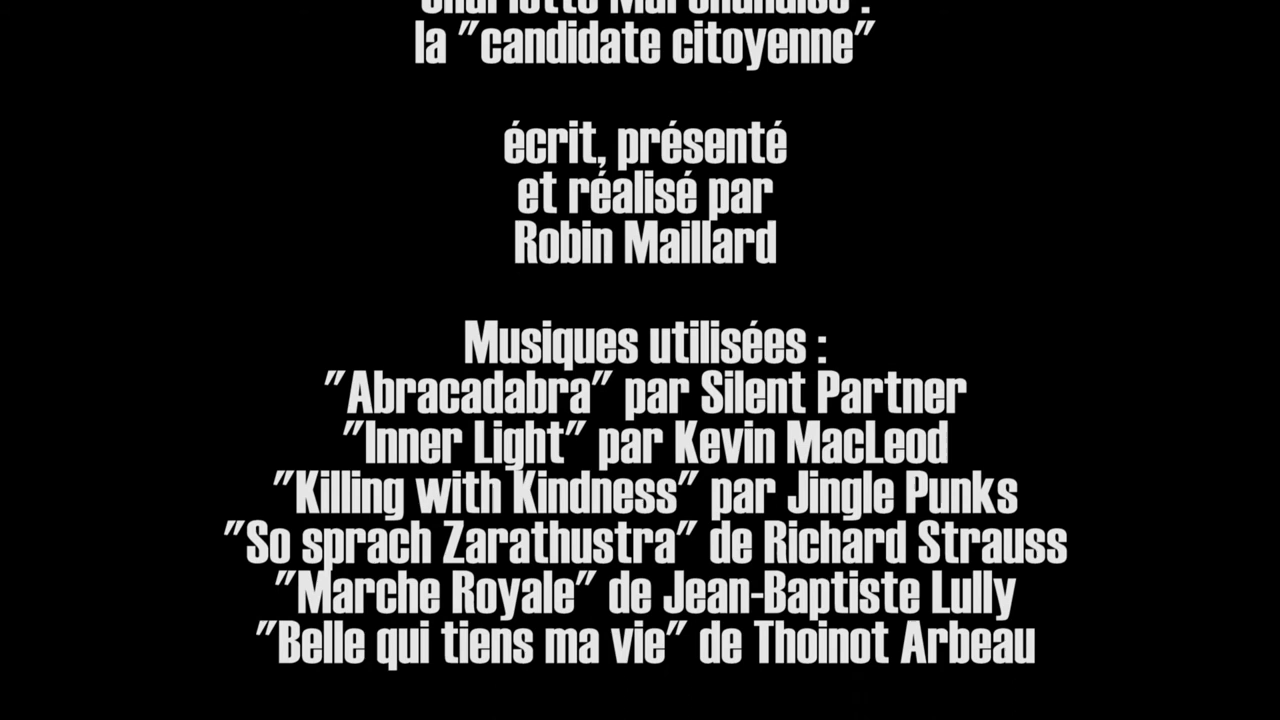 Charlotte Marchandise :
la "candidate citoyenne"
écrit, présenté
et réalisé par
Robin Maillard
Musiques utilisées :
"Abracadabra" par Silent Partner
"Inner Light" par Kevin MacLeod
"Killing with Kindness" par Jingle Punks
"So sprach Zarathustra" de Richard Strauss
"Marche Royale" de Jean-Baptiste Lully
"Belle qui tiens ma vie" de Thoinot Arbeau